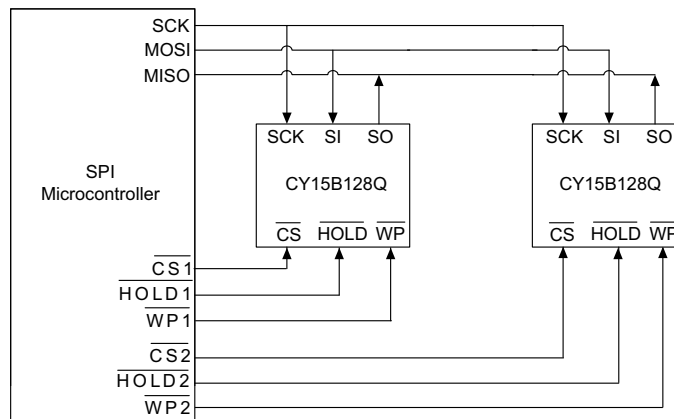 SCK
MOSI
MISO
SPI
Microcontroller
SCK SI SO
CY15B128Q
CS HOLD WP
SCK SI SO
CY15B128Q
CS HOLD WP
CS1
HOLD1
WP1
CS2
HOLD2
WP2